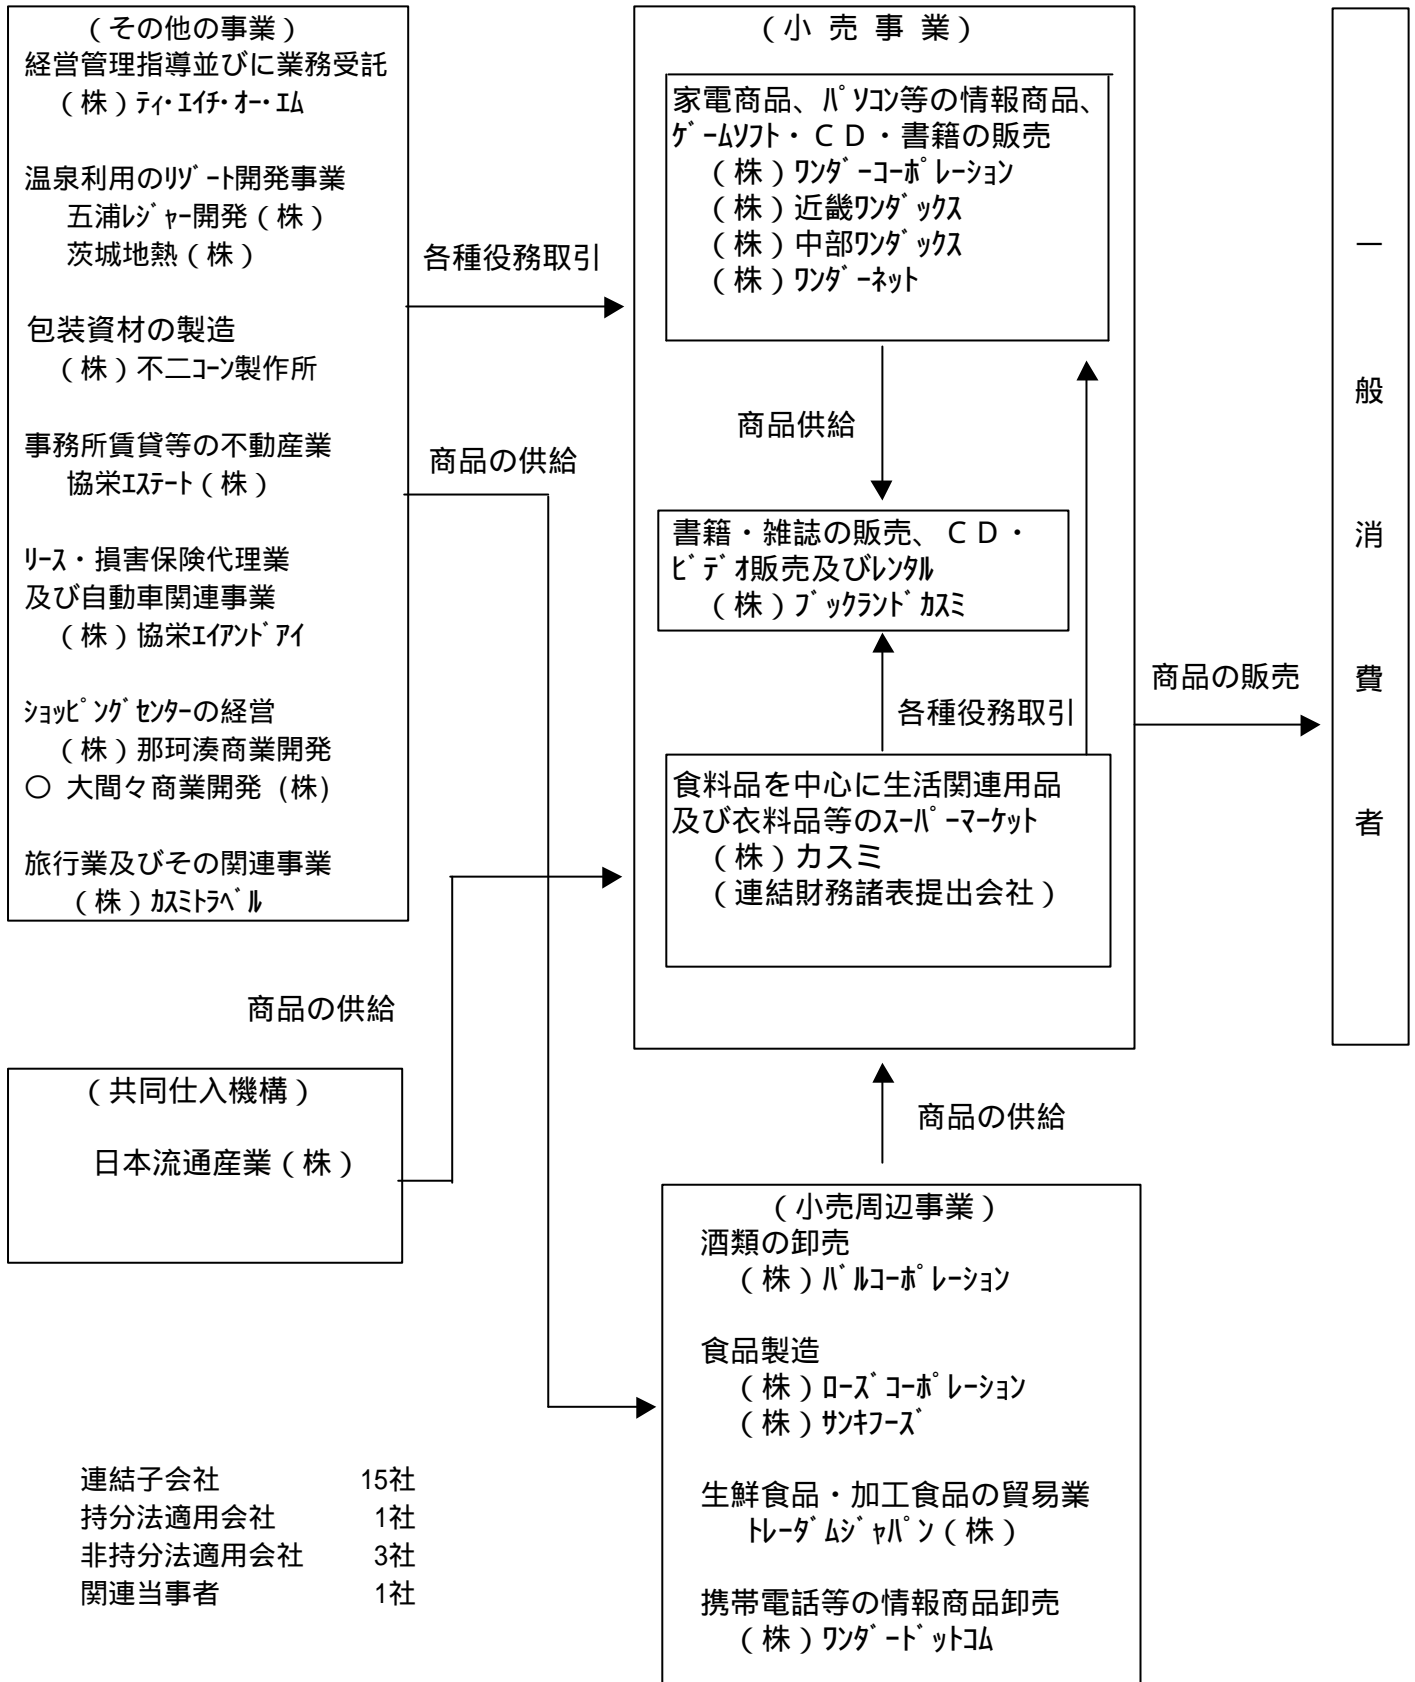 （その他の事業）
経営管理指導並びに業務受託
（株）ティ・エイチ・オー・エム
温泉利用のリゾート開発事業
五浦レジャー開発（株）
茨城地熱（株）
包装資材の製造
（株）不二コーン製作所
事務所賃貸等の不動産業
協栄エステート（株）
リース・損害保険代理業
及び自動車関連事業
（株）協栄エイアンドアイ
ショッピングセンターの経営
（株）那珂湊商業開発
○ 大間々商業開発 (株)
旅行業及びその関連事業
（株）カスミトラベル
各種役務取引
商品の供給
商品の供給
（共同仕入機構）
日本流通産業（株）
（小 売 事 業）
家電商品、パソコン等の情報商品、
ゲームソフト・ＣＤ・書籍の販売
（株）ワンダーコーポレーション
（株）近畿ワンダックス
（株）中部ワンダックス
（株）ワンダーネット
商品供給
書籍・雑誌の販売、ＣＤ・
ビデオ販売及びレンタル
（株）ブックランドカスミ
各種役務取引
食料品を中心に生活関連用品
及び衣料品等のスーパーマーケット
（株）カスミ
（連結財務諸表提出会社）
商品の販売
一般消費者
商品の供給
（小売周辺事業）
酒類の卸売
（株）バルコーポレーション
食品製造
（株）ローズコーポレーション
（株）サンキフーズ
生鮮食品・加工食品の貿易業
トレーダムジャパン（株）
携帯電話等の情報商品卸売
（株）ワンダードットコム
連結子会社 15社
持分法適用会社 1社
非持分法適用会社 3社
関連当事者 1社